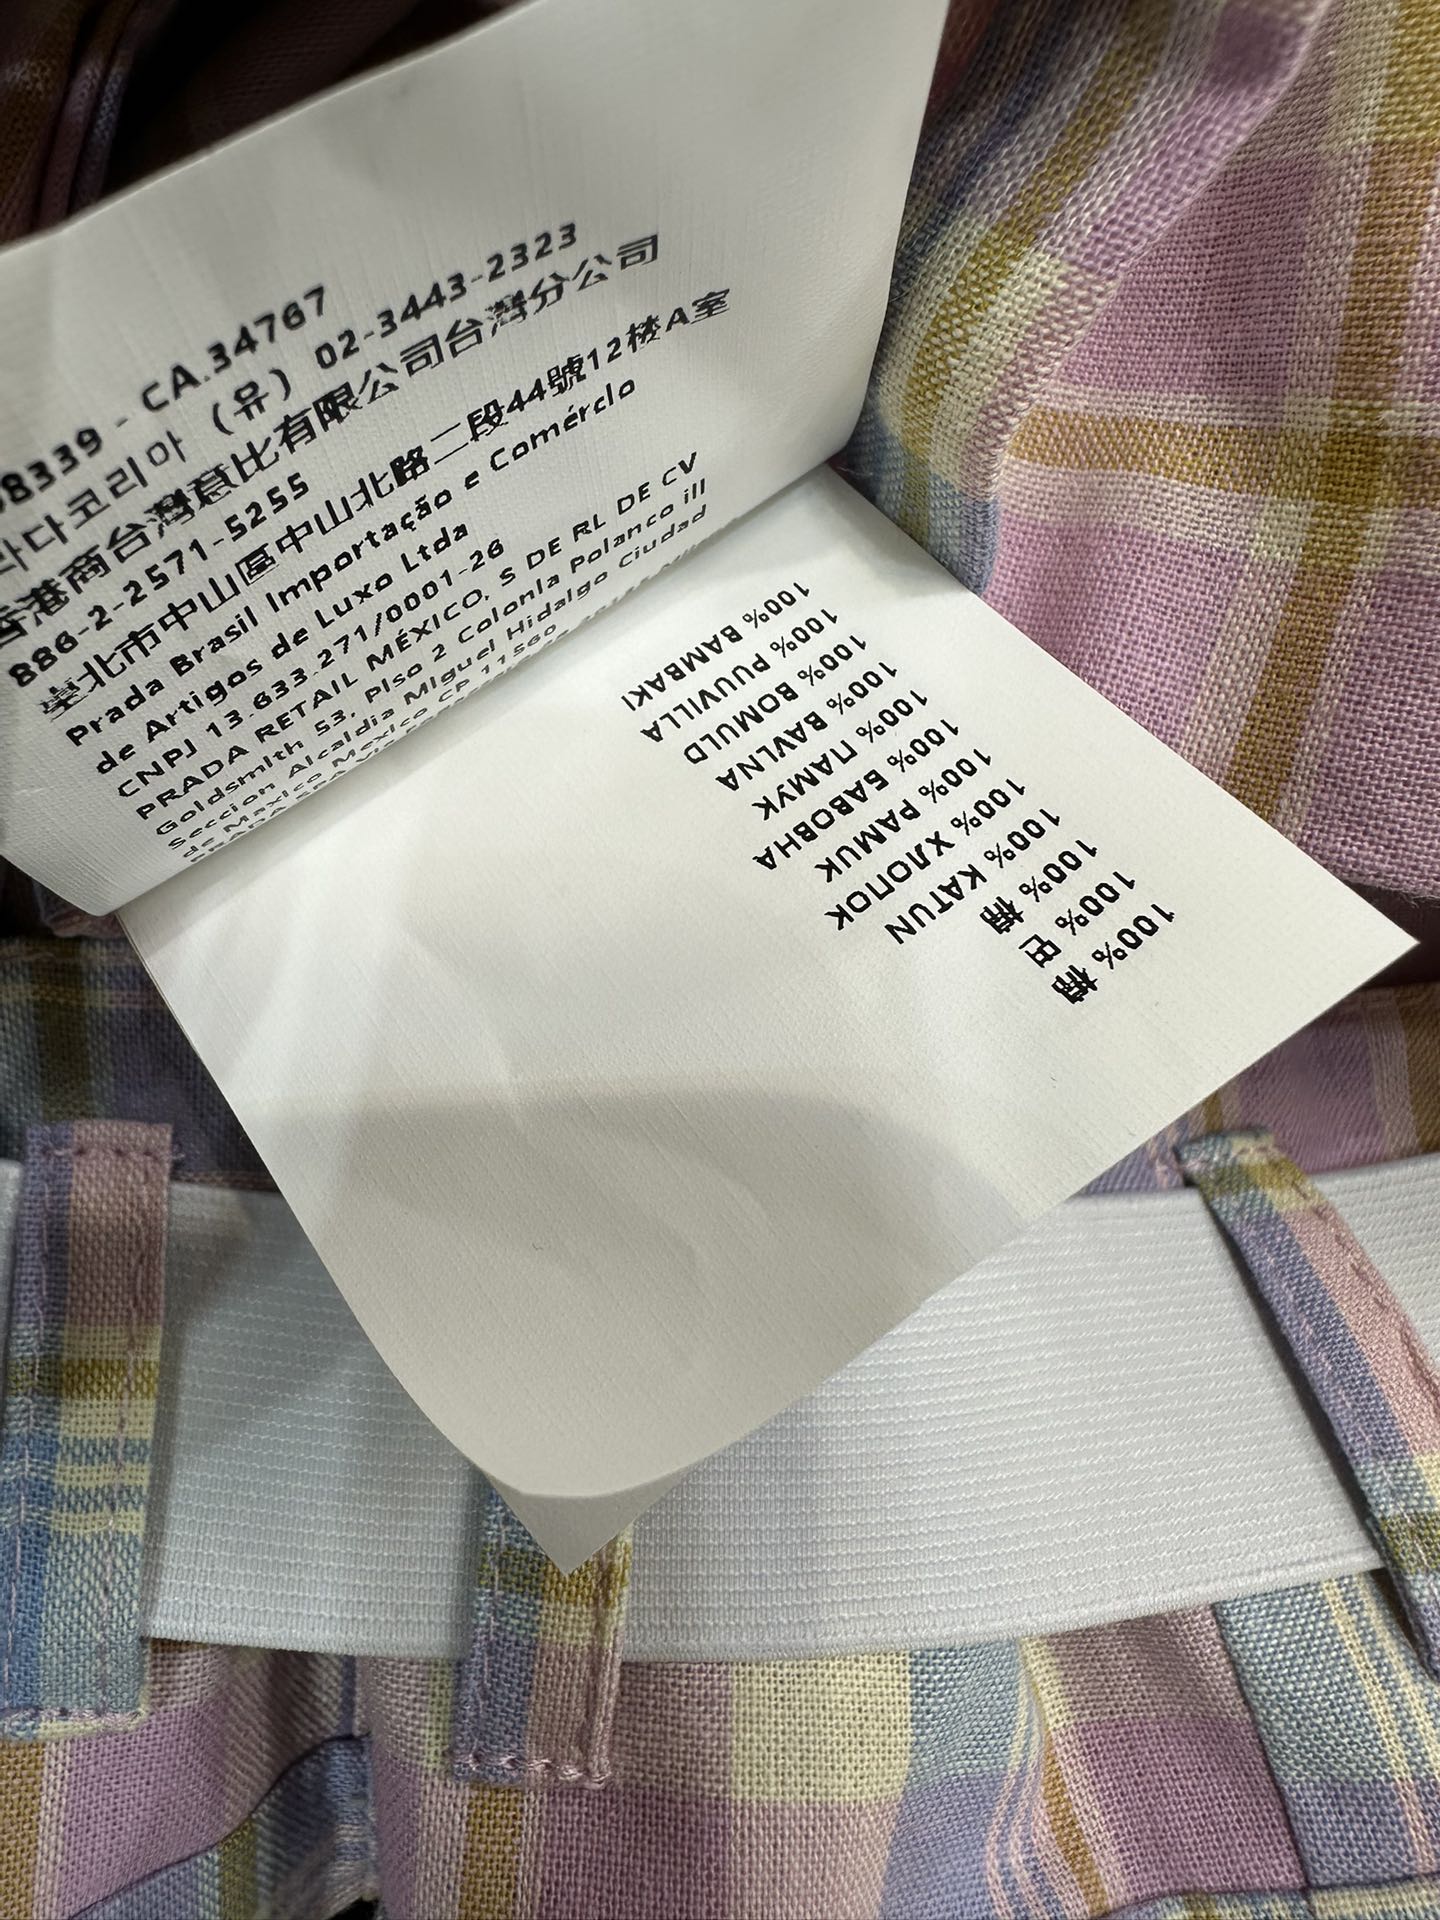 8339 - CA.34767
라다코리아 (유) 02-3443-2323
香港商台灣意比有限公司台灣分公司
886-2-2571-5255
臺北市中山區中山北路二段44號12樓A室
Prada Brasil Importação e Comércio
de Artigos de Luxo Ltda
CNPJ 13.633.271/0001-26
PRADA RETAIL MÉXICO, S DE RL DE CV
Goldsmith 53, Piso 2 Colonia Polanco iII
Seccion Alcaldia Miguel Hidalgo Ciudad
de Mexico Mexico CP 11560
PRADA SPA
100% BAMBAKI
100% PUUVILLA
100% BOMULD
100% BAVLNA
100% ПАМУК
100% БАВОВНА
100% PAMUK
100% ХЛОПОК
100% KATUN
100% 棉
100% 면
100% 棉